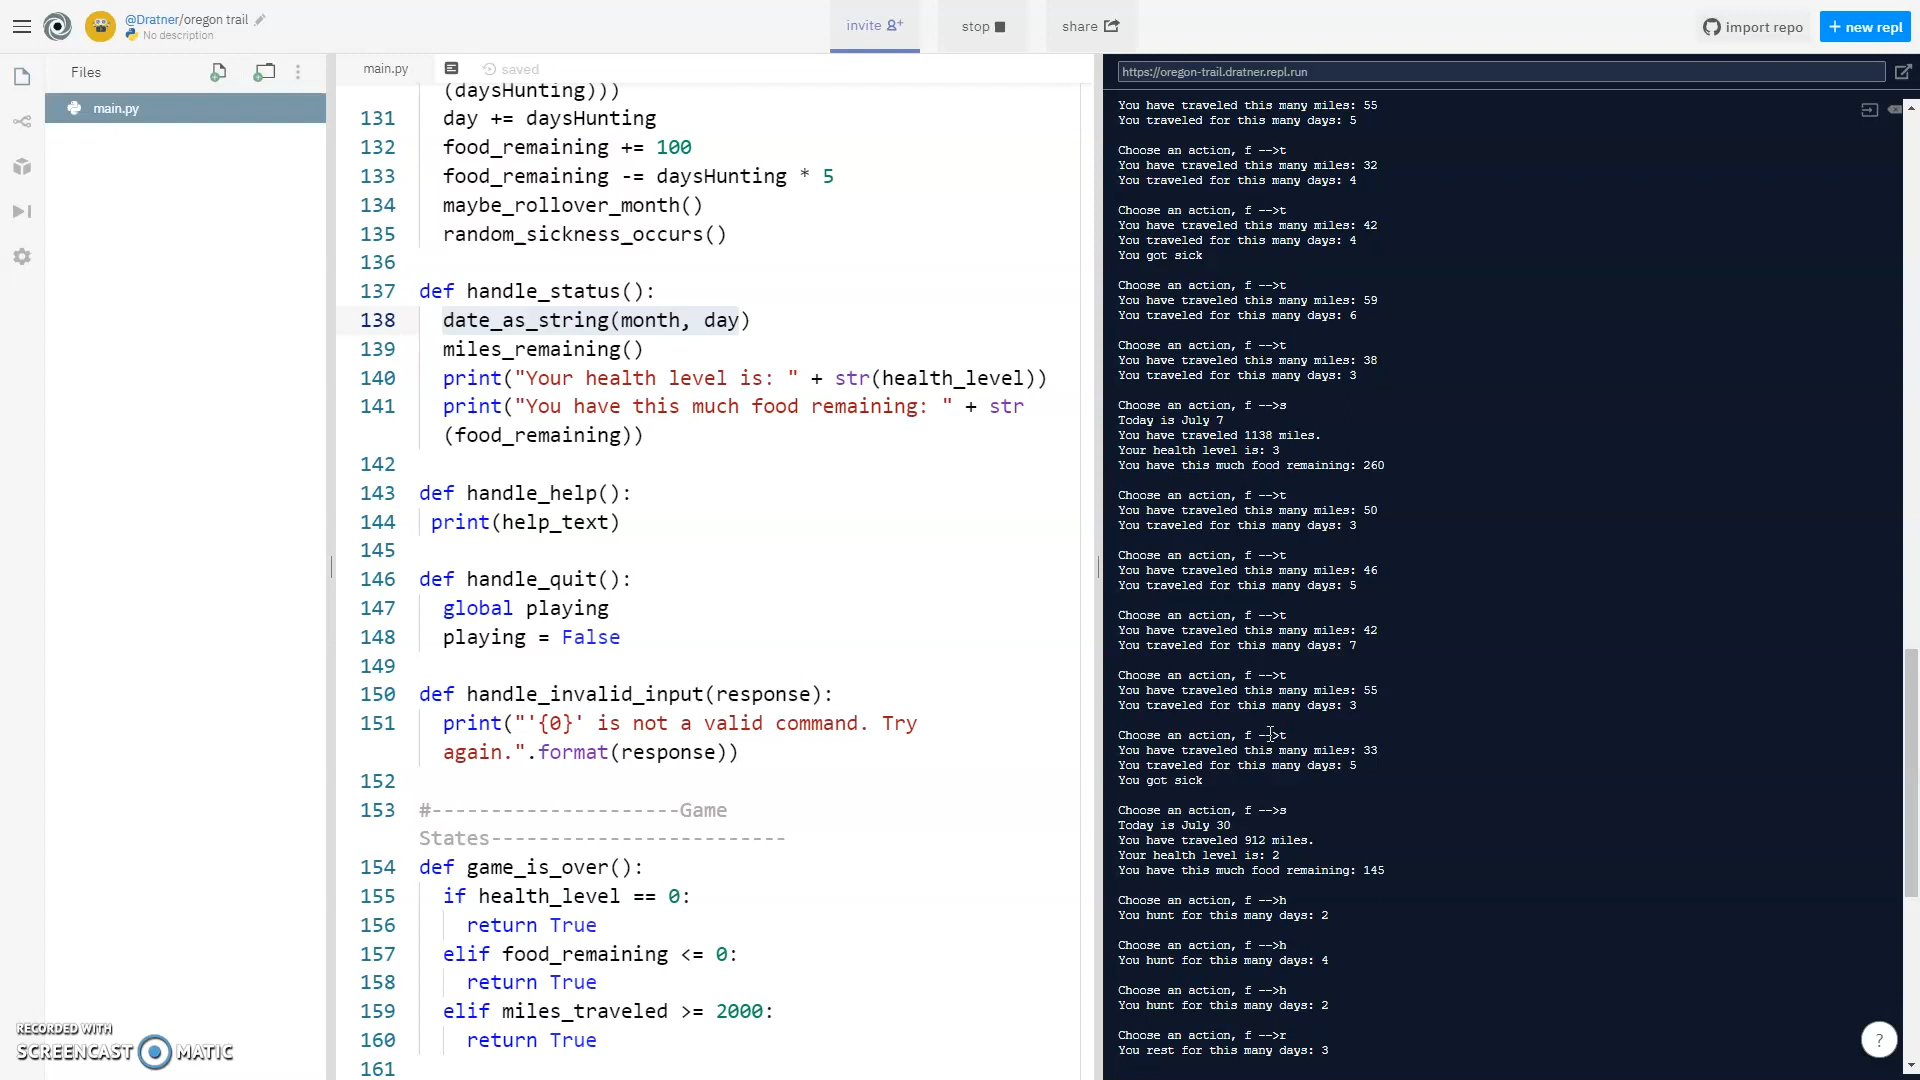 @Dratner/oregon trail
No description
invite
stop
share
import repo
+ new repl
Files
main.py
main.py
saved
https://oregon-trail.dratner.repl.run
(daysHunting)))
131 day += daysHunting
132 food_remaining += 100
133 food_remaining -= daysHunting * 5
134 maybe_rollover_month()
135 random_sickness_occurs()
136
137 def handle_status():
138 date_as_string(month, day)
139 miles_remaining()
140 print("Your health level is: " + str(health_level))
141 print("You have this much food remaining: " + str
(food_remaining))
142
143 def handle_help():
144 print(help_text)
145
146 def handle_quit():
147 global playing
148 playing = False
149
150 def handle_invalid_input(response):
151 print("'{0}' is not a valid command. Try
again.".format(response))
152
153 #---------------------Game
States-------------------------
154 def game_is_over():
155 if health_level == 0:
156 return True
157 elif food_remaining <= 0:
158 return True
159 elif miles_traveled >= 2000:
160 return True
161
You have traveled this many miles: 55
You traveled for this many days: 5
Choose an action, f -->t
You have traveled this many miles: 32
You traveled for this many days: 4
Choose an action, f -->t
You have traveled this many miles: 42
You traveled for this many days: 4
You got sick
Choose an action, f -->t
You have traveled this many miles: 59
You traveled for this many days: 6
Choose an action, f -->t
You have traveled this many miles: 38
You traveled for this many days: 3
Choose an action, f -->s
Today is July 7
You have traveled 1138 miles.
Your health level is: 3
You have this much food remaining: 260
Choose an action, f -->t
You have traveled this many miles: 50
You traveled for this many days: 3
Choose an action, f -->t
You have traveled this many miles: 46
You traveled for this many days: 5
Choose an action, f -->t
You have traveled this many miles: 42
You traveled for this many days: 7
Choose an action, f -->t
You have traveled this many miles: 55
You traveled for this many days: 3
Choose an action, f -->t
You have traveled this many miles: 33
You traveled for this many days: 5
You got sick
Choose an action, f -->s
Today is July 30
You have traveled 912 miles.
Your health level is: 2
You have this much food remaining: 145
Choose an action, f -->h
You hunt for this many days: 2
Choose an action, f -->h
You hunt for this many days: 4
Choose an action, f -->h
You hunt for this many days: 2
Choose an action, f -->r
You rest for this many days: 3
RECORDED WITH
SCREENCAST MATIC
?